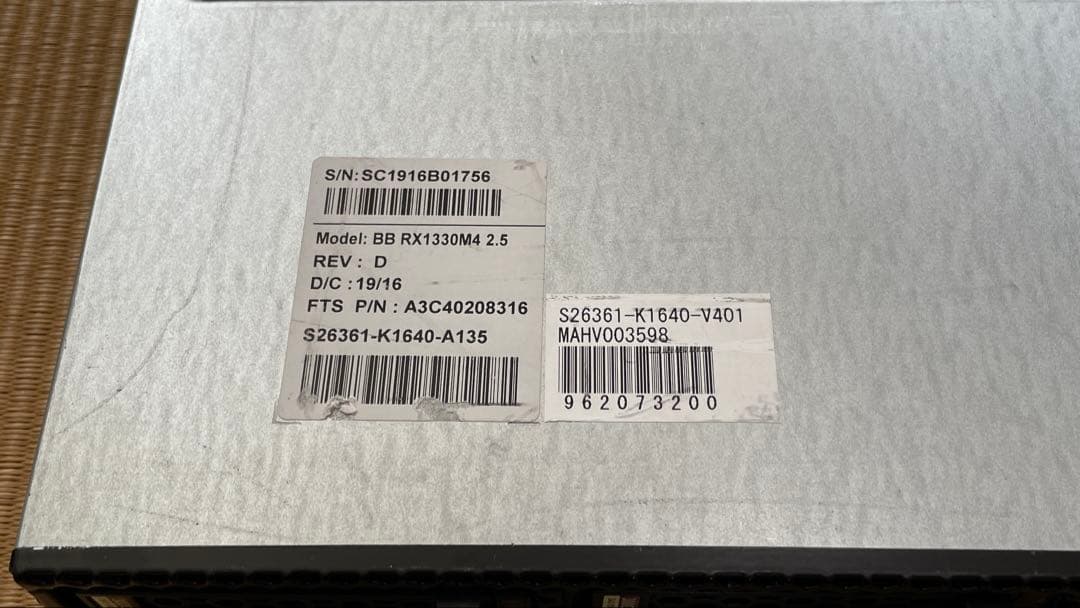 S/N: SC1916B01756
Model: BB RX1330M4 2.5
REV : D
D/C : 19/16
FTS P/N : A3C40208316
S26361-K1640-A135
S26361-K1640-V401
MAHV003598
962073200